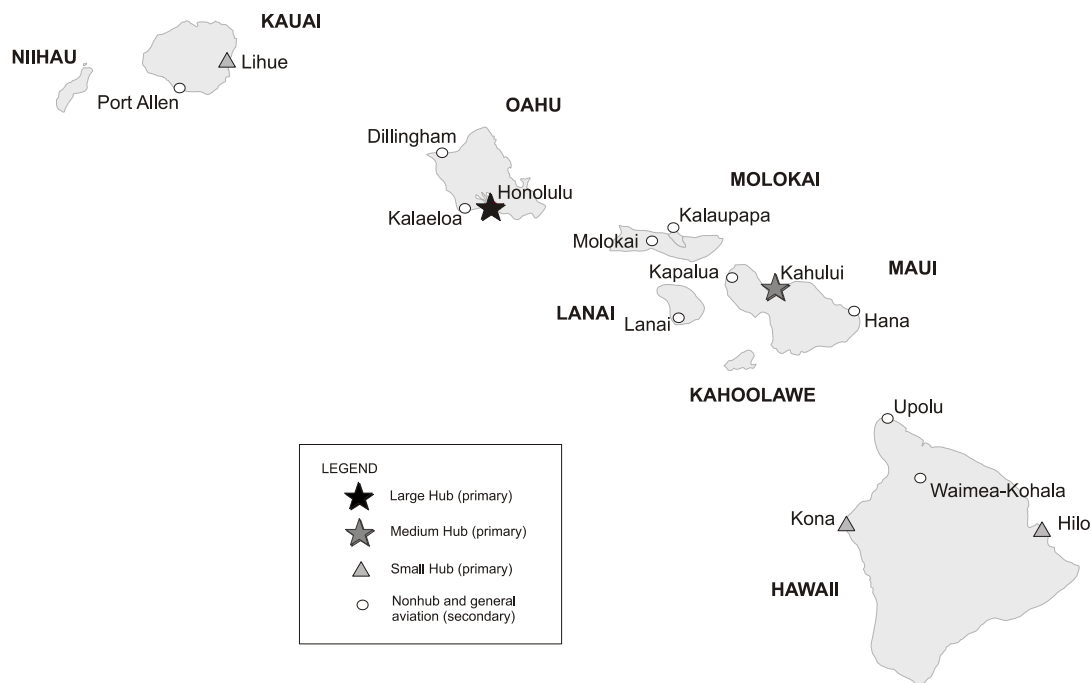 KAUAI
NIIHAU
Lihue
Port Allen
OAHU
Dillingham
Honolulu
Kalaeloa
MOLOKAI
Kalaupapa
Molokai
Kapalua
Kahului
MAUI
LANAI
Lanai
Hana
KAHOOLAWE
Upolu
Waimea-Kohala
Kona
Hilo
HAWAII
LEGEND
Large Hub (primary)
Medium Hub (primary)
Small Hub (primary)
Nonhub and general
aviation (secondary)